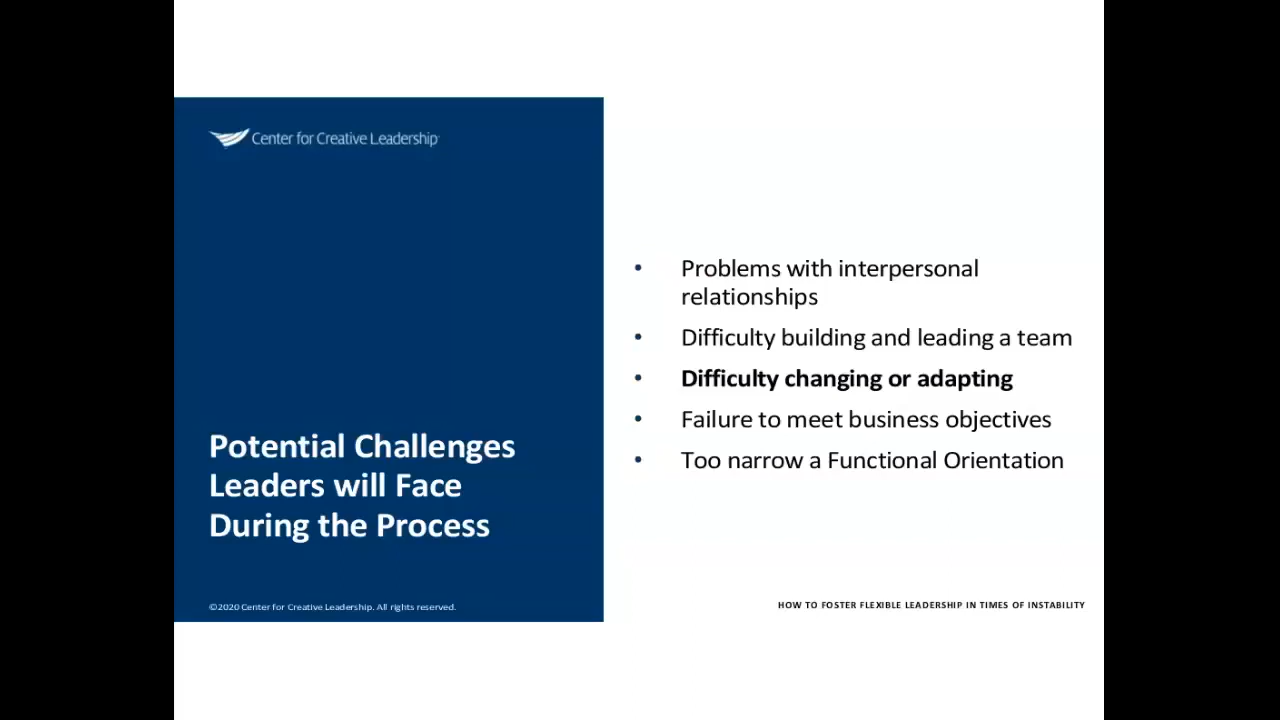 Center for Creative Leadership
Potential Challenges
Leaders will Face
During the Process
©2020 Center for Creative Leadership. All rights reserved.
• Problems with interpersonal
relationships
• Difficulty building and leading a team
• Difficulty changing or adapting
• Failure to meet business objectives
• Too narrow a Functional Orientation
HOW TO FOSTER FLEXIBLE LEADERSHIP IN TIMES OF INSTABILITY